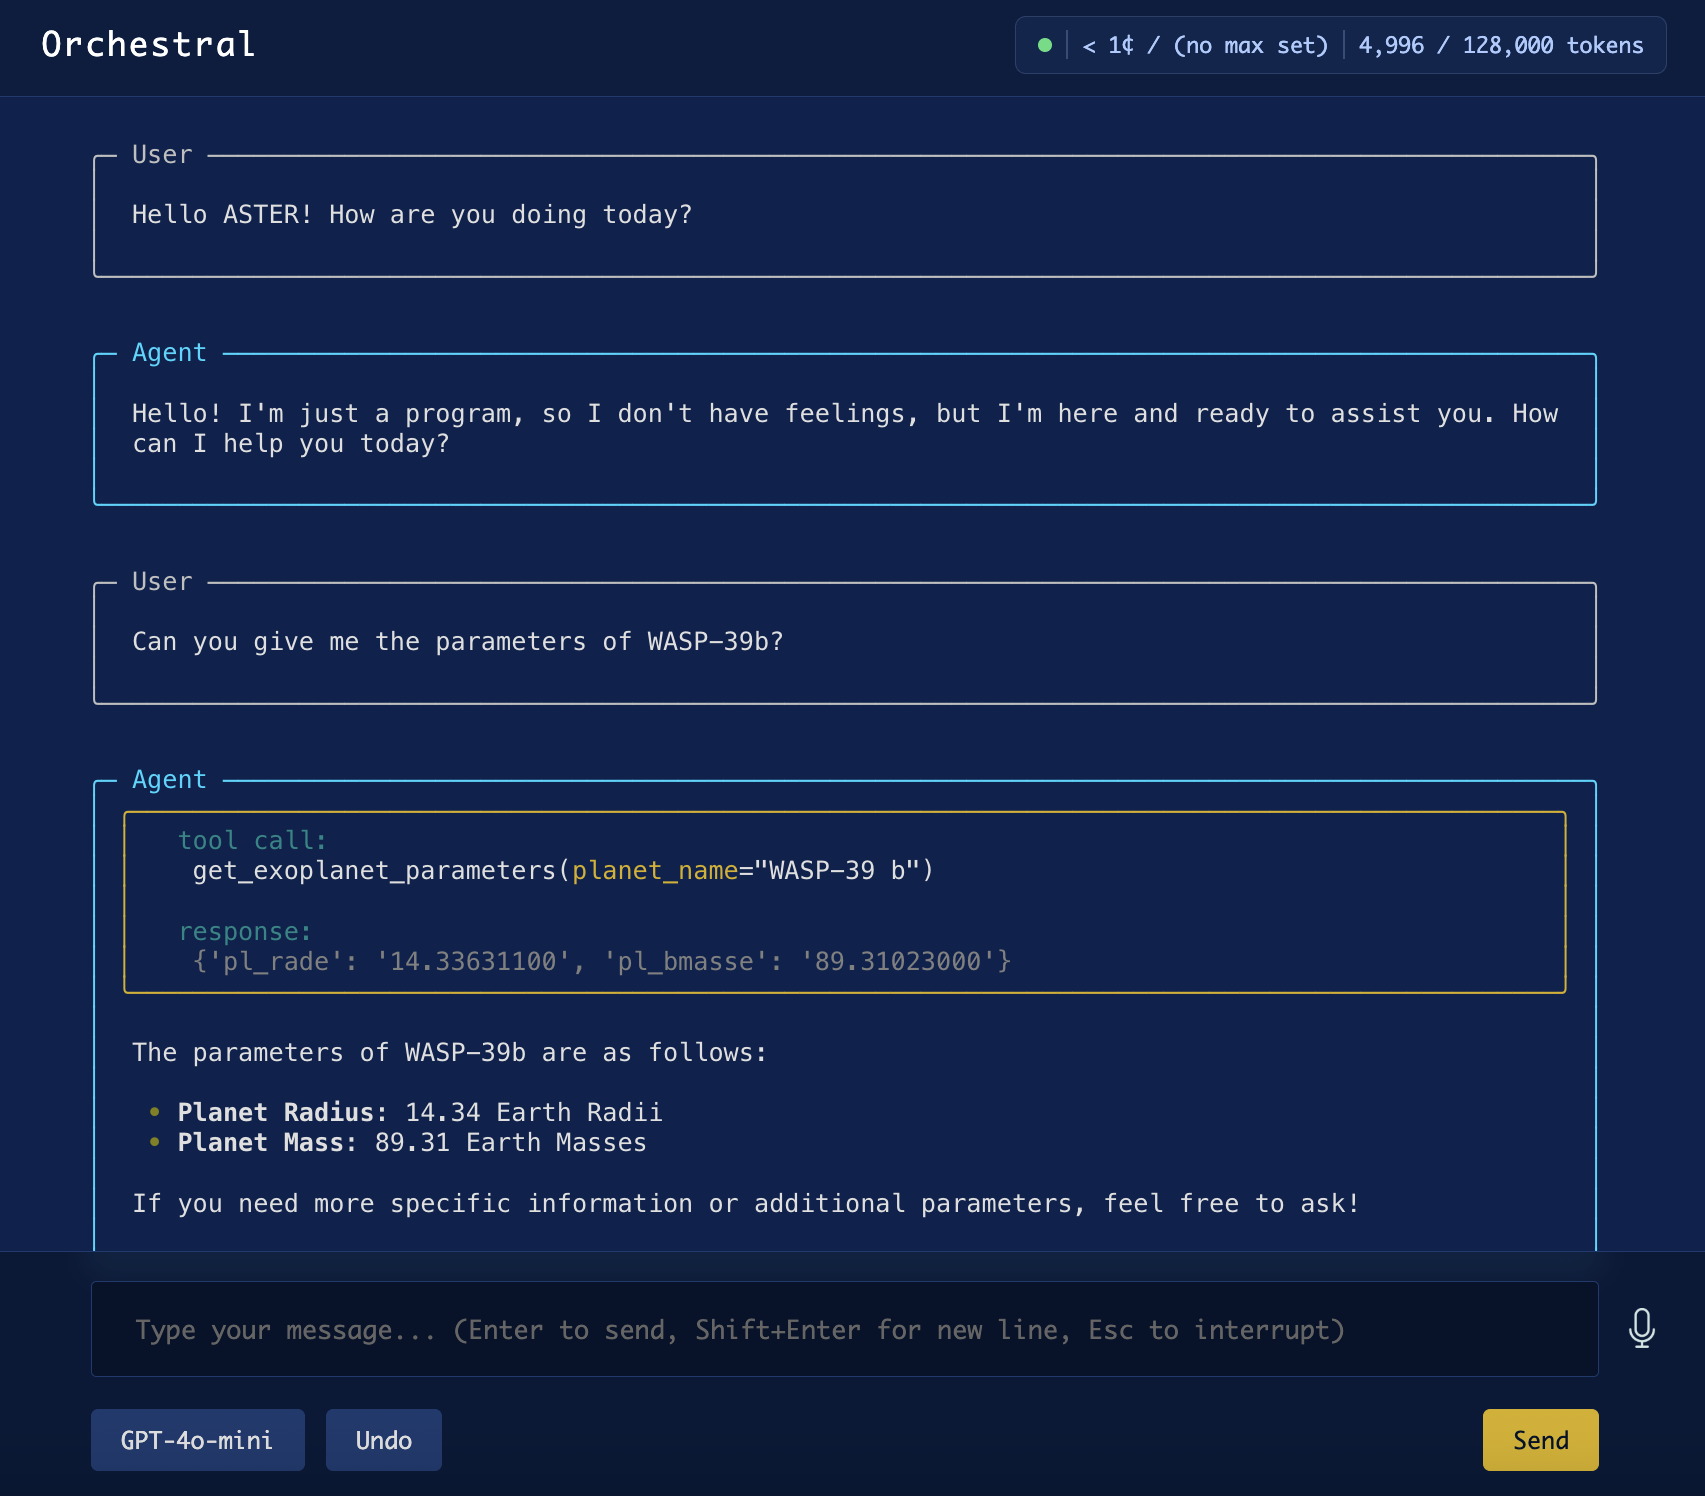 Orchestral
< 1¢ / (no max set) 4,996 / 128,000 tokens
User
Hello ASTER! How are you doing today?
Agent
Hello! I'm just a program, so I don't have feelings, but I'm here and ready to assist you. How
can I help you today?
User
Can you give me the parameters of WASP-39b?
Agent
tool call:
get_exoplanet_parameters(planet_name="WASP-39 b")
response:
{'pl_rade': '14.33631100', 'pl_bmasse': '89.31023000'}
The parameters of WASP-39b are as follows:
• Planet Radius: 14.34 Earth Radii
• Planet Mass: 89.31 Earth Masses
If you need more specific information or additional parameters, feel free to ask!
Type your message... (Enter to send, Shift+Enter for new line, Esc to interrupt)
GPT-4o-mini Undo Send